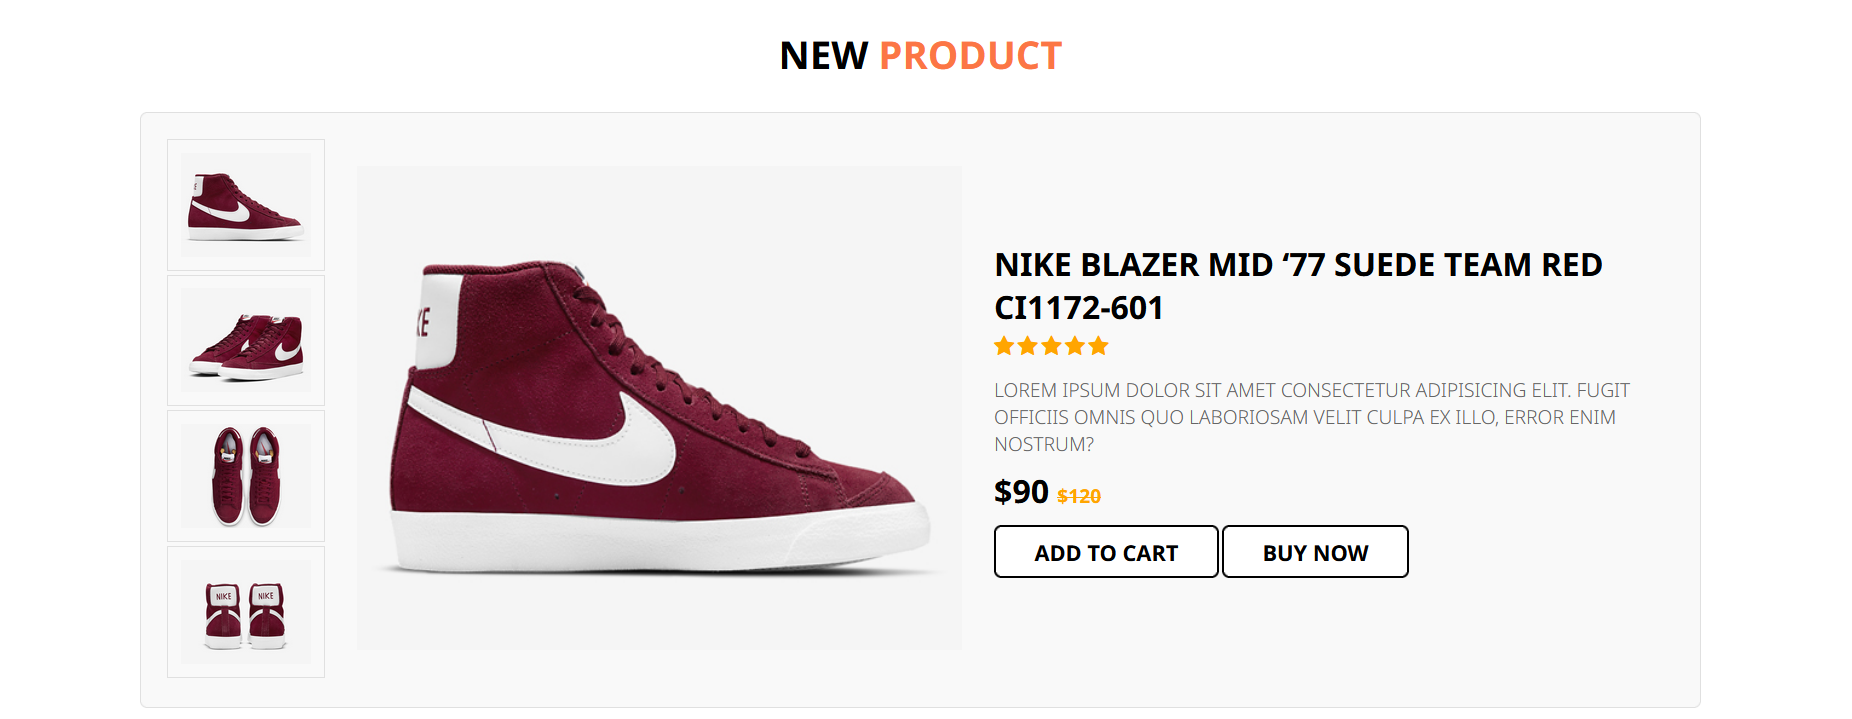 NEW PRODUCT
NIKE BLAZER MID ‘77 SUEDE TEAM RED
CI1172-601
LOREM IPSUM DOLOR SIT AMET CONSECTETUR ADIPISICING ELIT. FUGIT
OFFICIIS OMNIS QUO LABORIOSAM VELIT CULPA EX ILLO, ERROR ENIM
NOSTRUM?
$90 $120
ADD TO CART BUY NOW
KE
NIKE NIKE